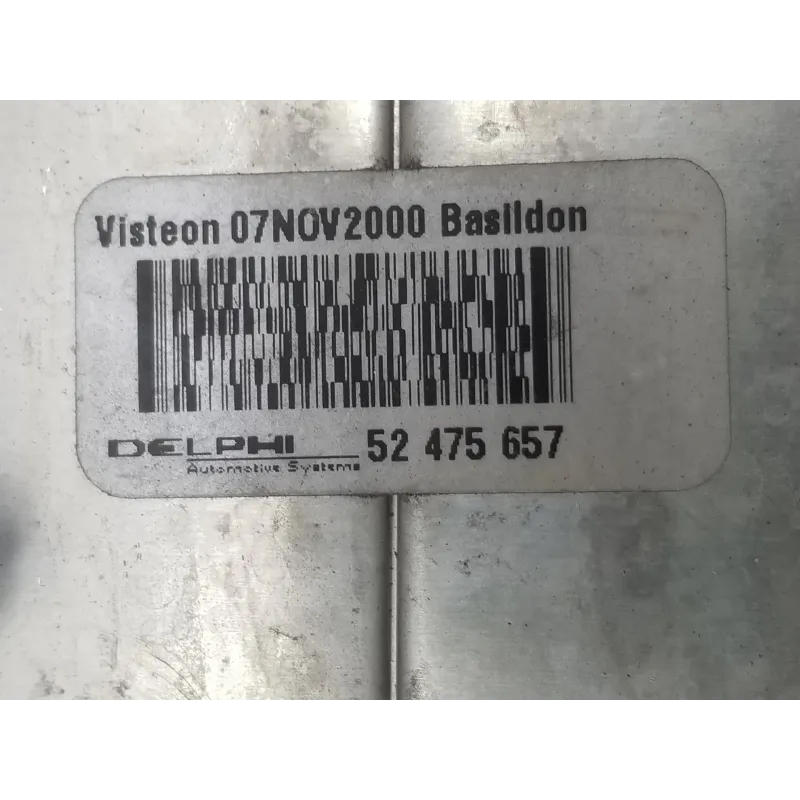 Visteon 07NOV2000 Basildon
DELPHI 52 475 657
Automotive Systems